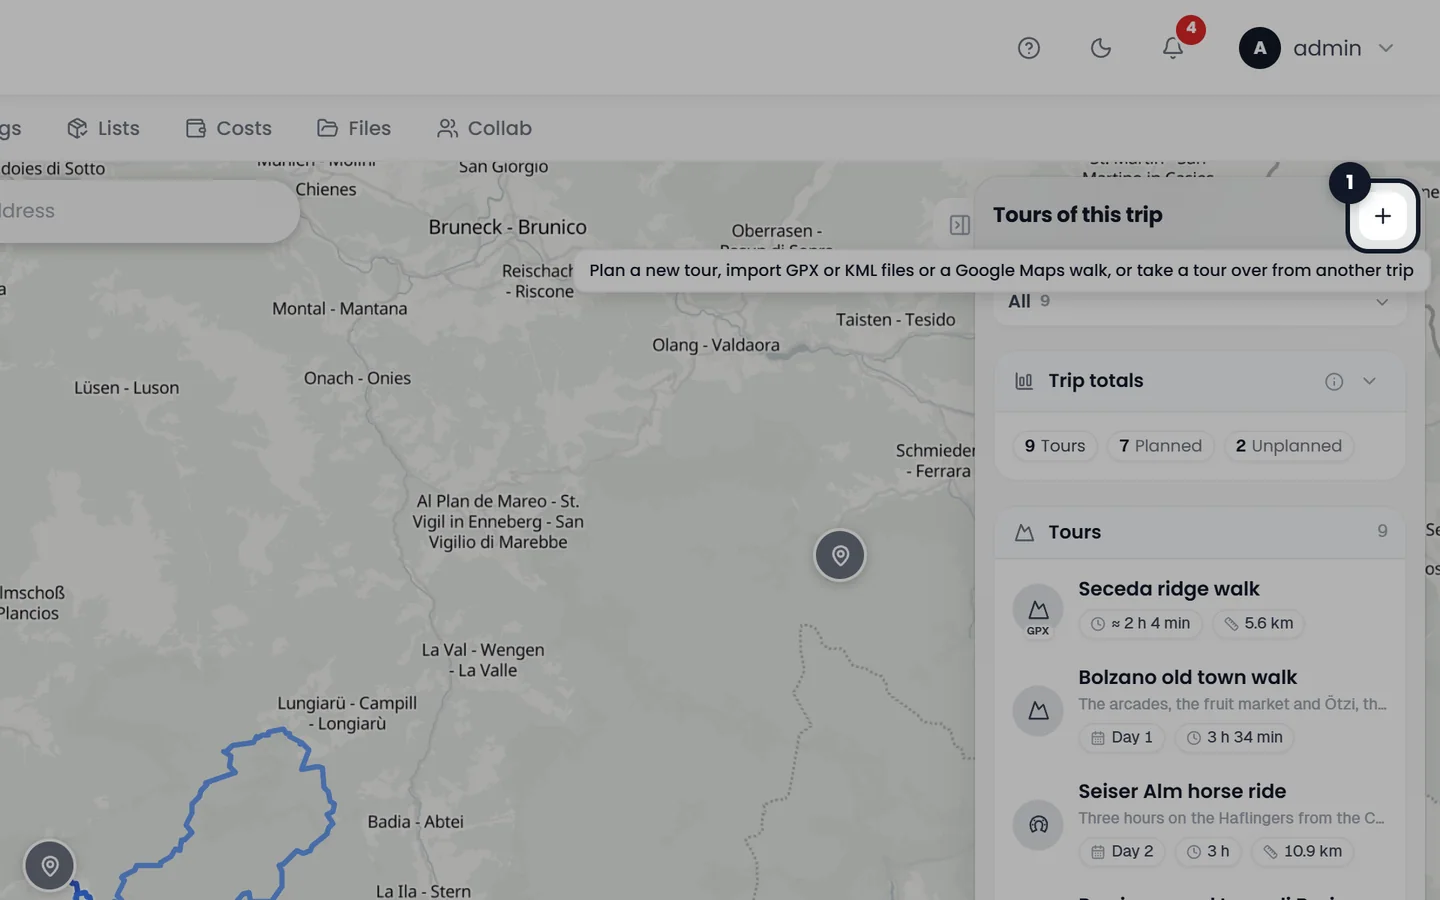 4
A
admin
gs
Lists
Costs
Files
Collab
doies di Sotto
San Giorgio
Chienes
dress
Bruneck - Brunico
Oberrasen -
Reischach
- Riscone
Montal - Mantana
Taisten - Tesido
Olang - Valdaora
Lüsen - Luson
Onach - Onies
Schmieden
- Ferrara
Al Plan de Mareo - St.
Vigil in Enneberg - San
Vigilio di Marebbe
lmschoß
Plancios
La Val - Wengen
- La Valle
Lungiarü - Campill
- Longiarù
Badia - Abtei
La Ila - Stern
1
Tours of this trip
Plan a new tour, import GPX or KML files or a Google Maps walk, or take a tour over from another trip
All 9
Trip totals
9 Tours
7 Planned
2 Unplanned
Tours
9
Seceda ridge walk
GPX
≈ 2 h 4 min
5.6 km
Bolzano old town walk
The arcades, the fruit market and Ötzi, th...
Day 1
3 h 34 min
Seiser Alm horse ride
Three hours on the Haflingers from the C...
Day 2
3 h
10.9 km